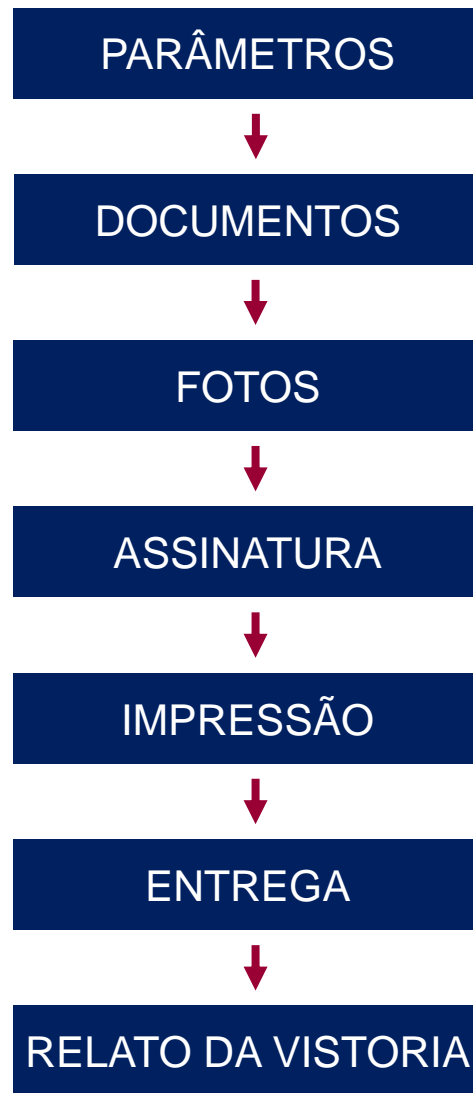 PARÂMETROS
DOCUMENTOS
FOTOS
ASSINATURA
IMPRESSÃO
ENTREGA
RELATO DA VISTORIA